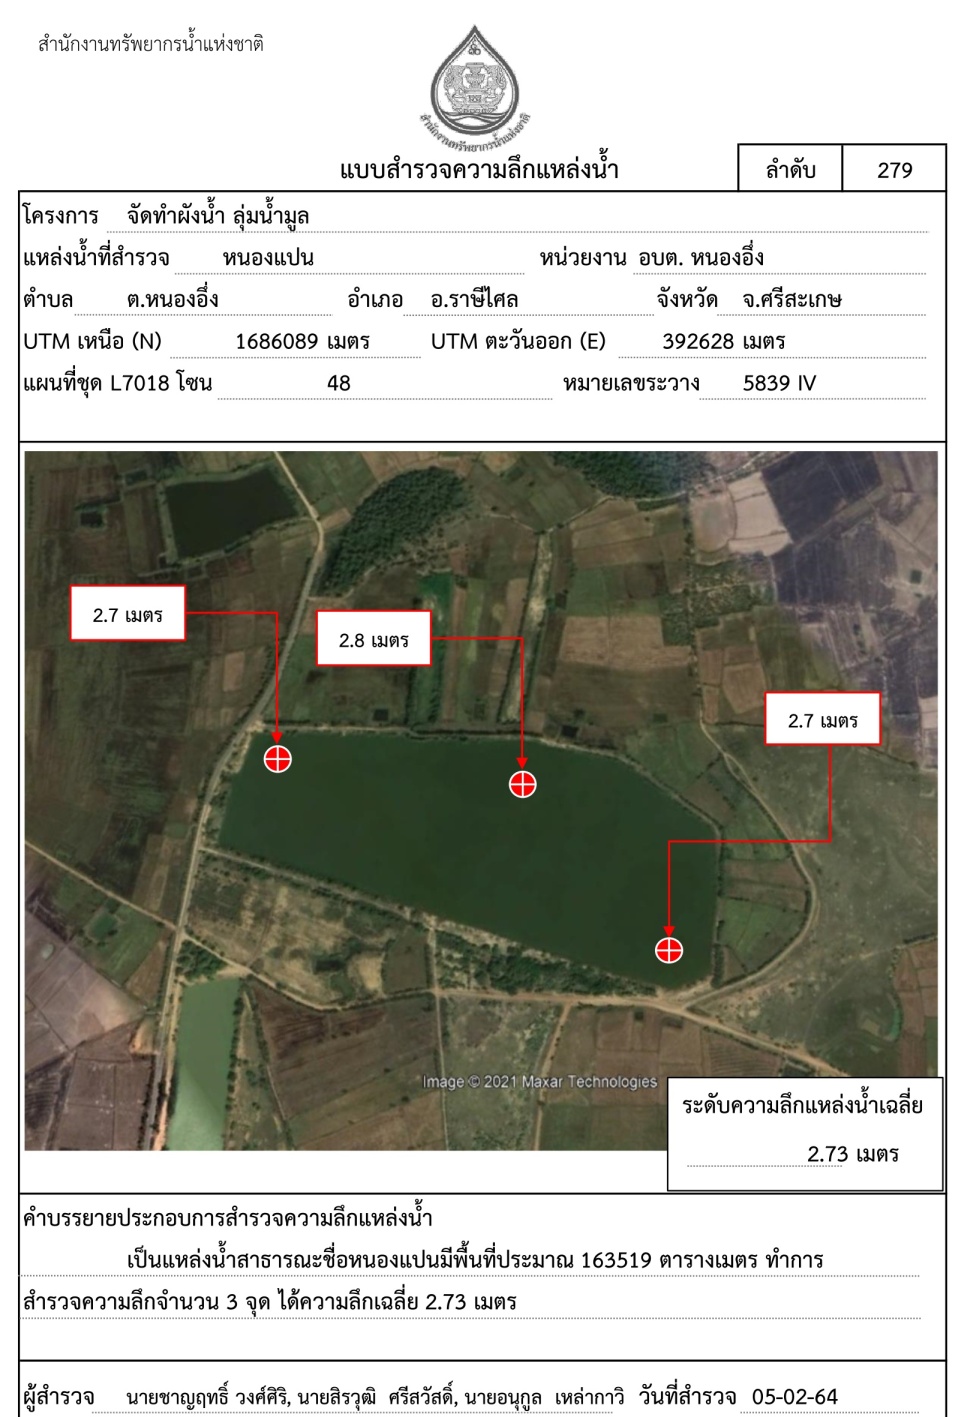 สำนักงานทรัพยากรน้ำแห่งชาติ
สำนักงานทรัพยากรน้ำแห่งชาติ
แบบสำรวจความลึกแหล่งน้ำ
ลำดับ 279
โครงการ จัดทำผังน้ำ ลุ่มน้ำมูล
แหล่งน้ำที่สำรวจ หนองแปน หน่วยงาน อบต. หนองอึ่ง
ตำบล ต.หนองอึ่ง อำเภอ อ.ราษีไศล จังหวัด จ.ศรีสะเกษ
UTM เหนือ (N) 1686089 เมตร UTM ตะวันออก (E) 392628 เมตร
แผนที่ชุด L7018 โซน 48 หมายเลขระวาง 5839 IV
2.7 เมตร
2.8 เมตร
2.7 เมตร
Image © 2021 Maxar Technologies
ระดับความลึกแหล่งน้ำเฉลี่ย
2.73 เมตร
คำบรรยายประกอบการสำรวจความลึกแหล่งน้ำ
เป็นแหล่งน้ำสาธารณะชื่อหนองแปนมีพื้นที่ประมาณ 163519 ตารางเมตร ทำการ
สำรวจความลึกจำนวน 3 จุด ได้ความลึกเฉลี่ย 2.73 เมตร
ผู้สำรวจ นายชาญฤทธิ์ วงศ์ศิริ, นายสิรวุฒิ ศรีสวัสดิ์, นายอนุกูล เหล่ากาวี วันที่สำรวจ 05-02-64